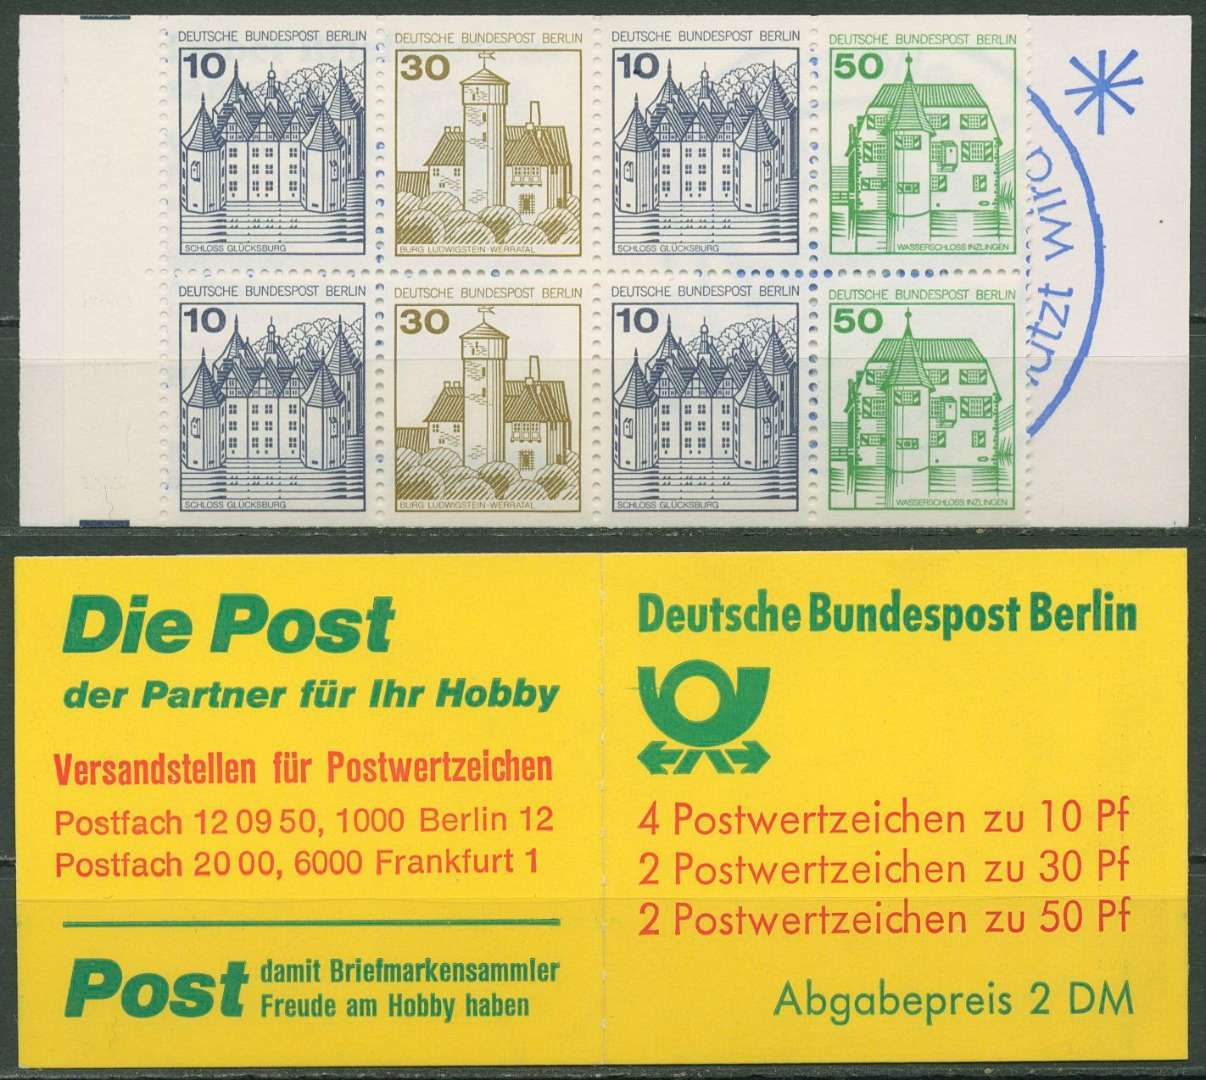 DEUTSCHE BUNDESPOST BERLIN
10
SCHLOSS GLÜCKSBURG
DEUTSCHE BUNDESPOST BERLIN
30
BURG LUDWIGSTEIN·WERRATAL
DEUTSCHE BUNDESPOST BERLIN
10
SCHLOSS GLÜCKSBURG
DEUTSCHE BUNDESPOST BERLIN
50
WASSERSCHLOSS INZLINGEN
DEUTSCHE BUNDESPOST BERLIN
10
SCHLOSS GLÜCKSBURG
DEUTSCHE BUNDESPOST BERLIN
30
BURG LUDWIGSTEIN·WERRATAL
DEUTSCHE BUNDESPOST BERLIN
10
SCHLOSS GLÜCKSBURG
DEUTSCHE BUNDESPOST BERLIN
50
WASSERSCHLOSS INZLINGEN
Die Post
der Partner für Ihr Hobby
Versandstellen für Postwertzeichen
Postfach 12 09 50, 1000 Berlin 12
Postfach 20 00, 6000 Frankfurt 1
Post
damit Briefmarkensammler
Freude am Hobby haben
Deutsche Bundespost Berlin
4 Postwertzeichen zu 10 Pf
2 Postwertzeichen zu 30 Pf
2 Postwertzeichen zu 50 Pf
Abgabepreis 2 DM